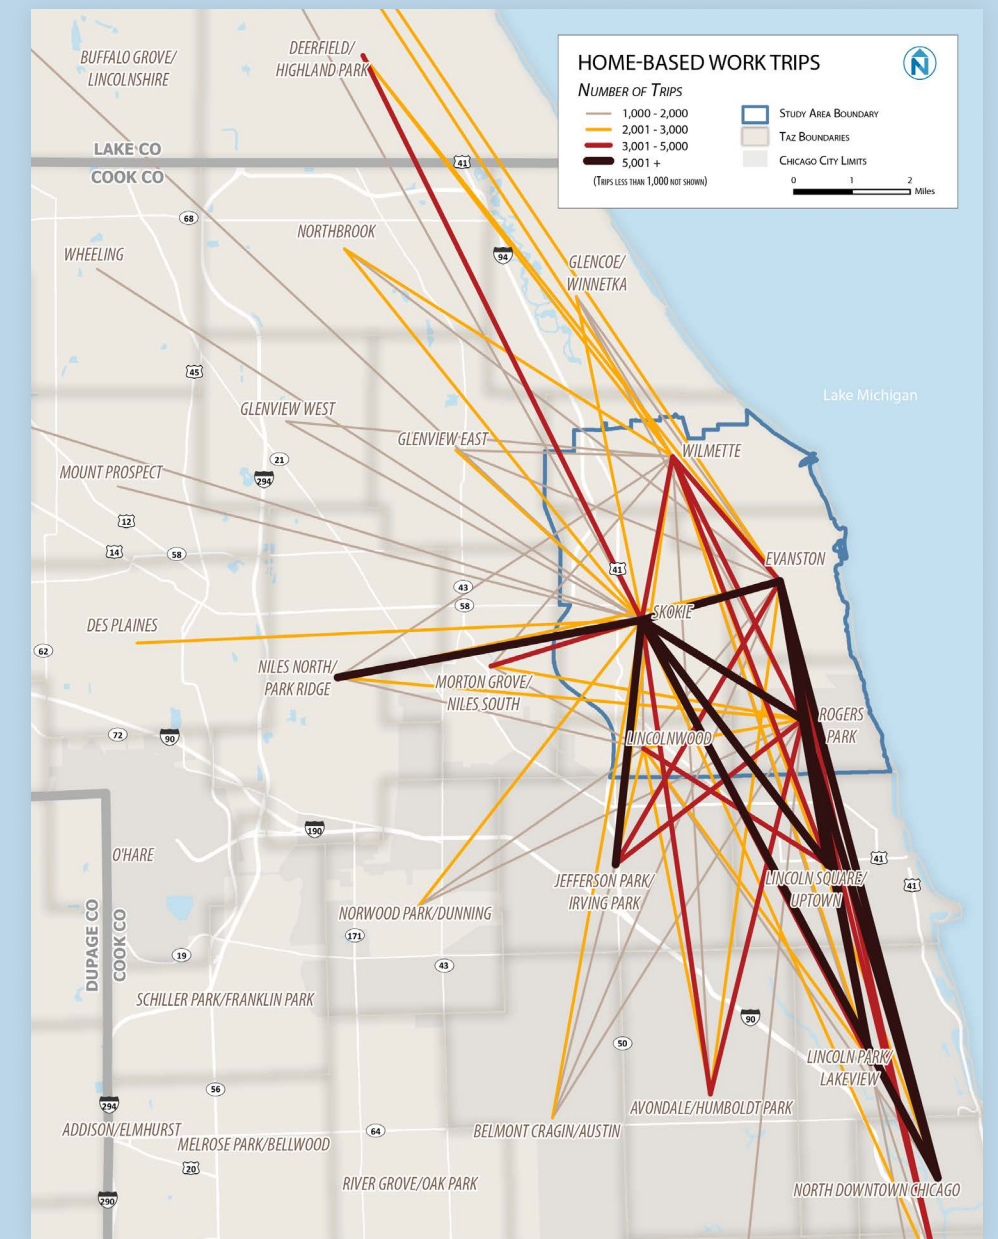 HOME-BASED WORK TRIPS
NUMBER OF TRIPS
1,000 - 2,000
2,001 - 3,000
3,001 - 5,000
5,001 +
(TRIPS LESS THAN 1,000 NOT SHOWN)
N
STUDY AREA BOUNDARY
TAZ BOUNDARIES
CHICAGO CITY LIMITS
0 1 2
Miles
BUFFALO GROVE/
LINCOLNSHIRE
DEERFIELD/
HIGHLAND PARK
LAKE CO
COOK CO
41
68
NORTHBROOK
WHEELING
94
GLENCOE/
WINNETKA
45
Lake Michigan
GLENVIEW WEST
GLENVIEW EAST
WILMETTE
21
MOUNT PROSPECT
294
12
14
58
EVANSTON
41
43
58
SKOKIE
DES PLAINES
62
NILES NORTH/
PARK RIDGE
MORTON GROVE/
NILES SOUTH
ROGERS
PARK
72
90
LINCOLNWOOD
190
O'HARE
41
JEFFERSON PARK/
IRVING PARK
LINCOLN SQUARE/
UPTOWN
41
NORWOOD PARK/DUNNING
DUPAGE CO
COOK CO
171
19
43
SCHILLER PARK/FRANKLIN PARK
90
50
LINCOLN PARK/
LAKEVIEW
56
294
AVONDALE/HUMBOLDT PARK
ADDISON/ELMHURST
64
BELMONT CRAGIN/AUSTIN
MELROSE PARK/BELLWOOD
20
RIVER GROVE/OAK PARK
NORTH DOWNTOWN CHICAGO
290